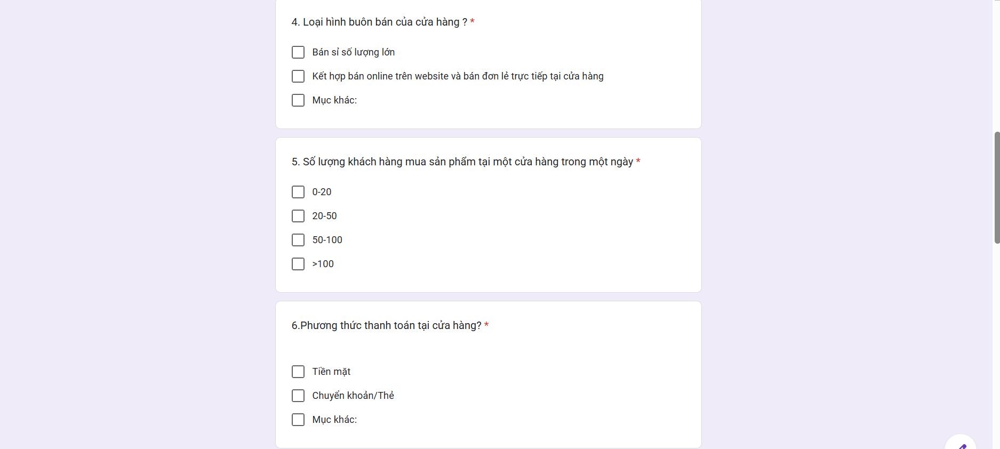 4. Loại hình buôn bán của cửa hàng ? *
Bán sỉ số lượng lớn
Kết hợp bán online trên website và bán đơn lẻ trực tiếp tại cửa hàng
Mục khác:
5. Số lượng khách hàng mua sản phẩm tại một cửa hàng trong một ngày *
0-20
20-50
50-100
>100
6.Phương thức thanh toán tại cửa hàng? *
Tiền mặt
Chuyển khoản/Thẻ
Mục khác: